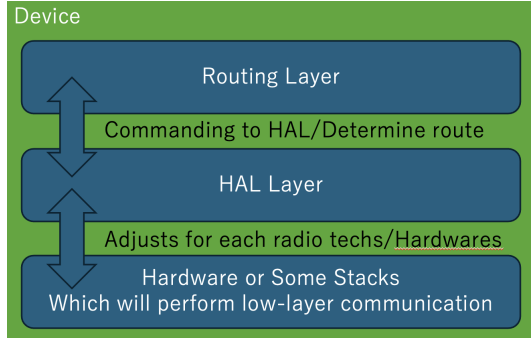 Device
Routing Layer
Commanding to HAL/Determine route
HAL Layer
Adjusts for each radio techs/Hardwares
Hardware or Some Stacks
Which will perform low-layer communication